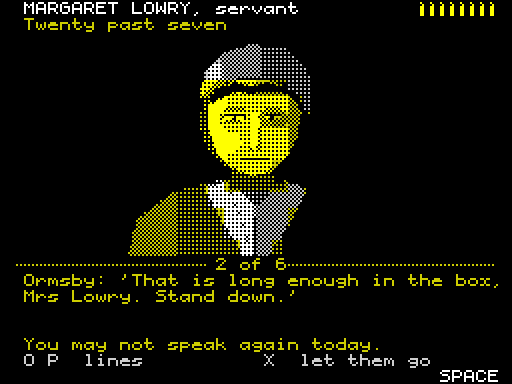 MARGARET LOWRY, servant
Twenty past seven
2 of 6
Ormsby: 'That is long enough in the box,
Mrs Lowry. Stand down.'
You may not speak again today.
O P  lines  X  let them go
SPACE